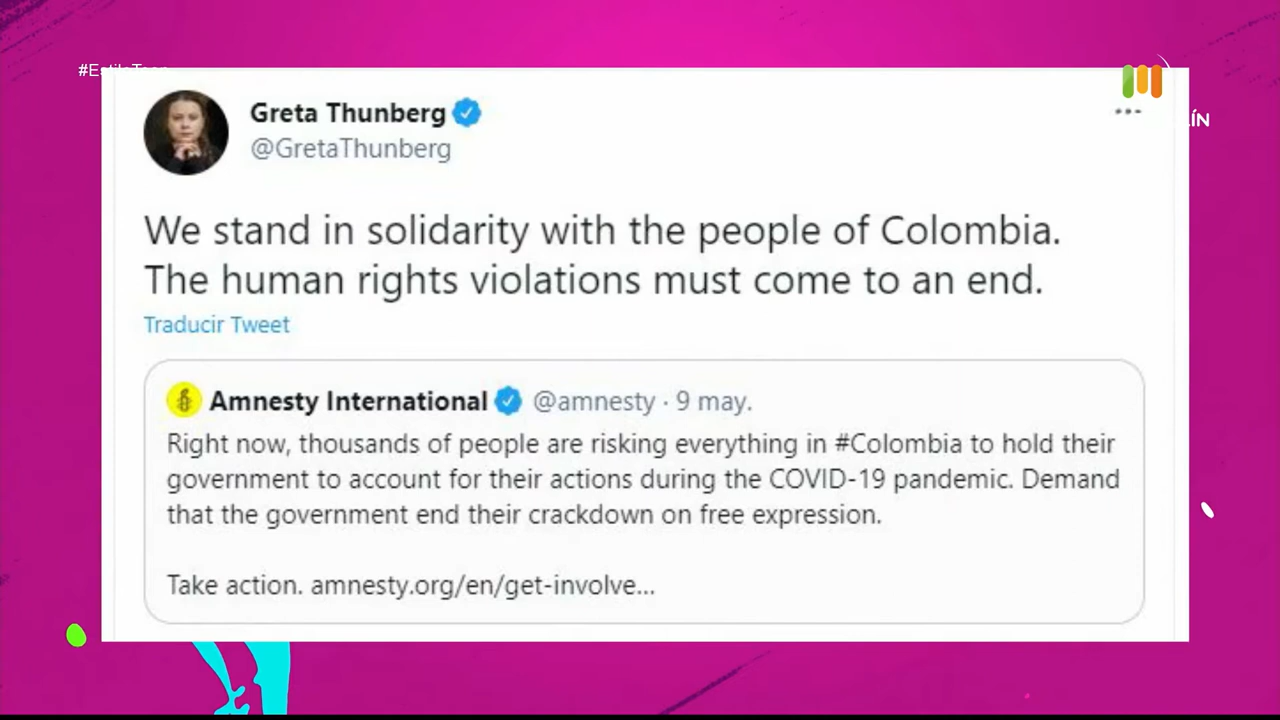 Greta Thunberg
@GretaThunberg
We stand in solidarity with the people of Colombia.
The human rights violations must come to an end.
Traducir Tweet
Amnesty International @amnesty · 9 may.
Right now, thousands of people are risking everything in #Colombia to hold their
government to account for their actions during the COVID-19 pandemic. Demand
that the government end their crackdown on free expression.
Take action. amnesty.org/en/get-involve...